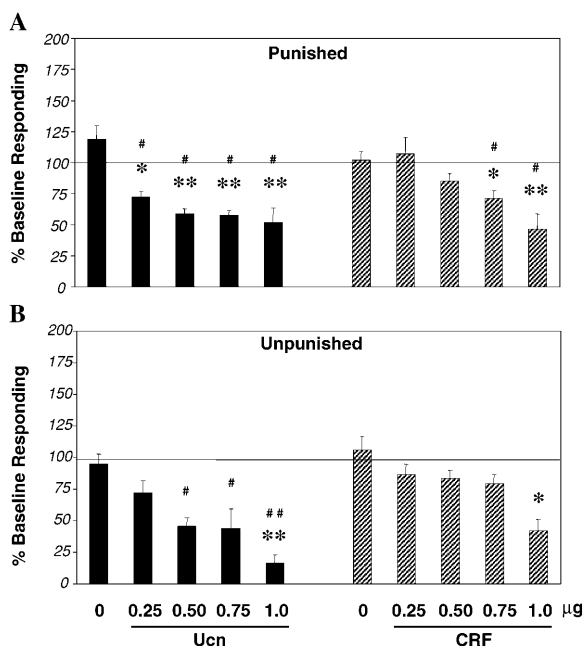 A
Punished
% Baseline Responding
200
175
150
125
100
75
50
25
0
# # # # #
* ** ** ** * #
**
B
Unpunished
% Baseline Responding
200
175
150
125
100
75
50
25
0
# # ##
** *
0 0.25 0.50 0.75 1.0 0 0.25 0.50 0.75 1.0 µg
Ucn CRF